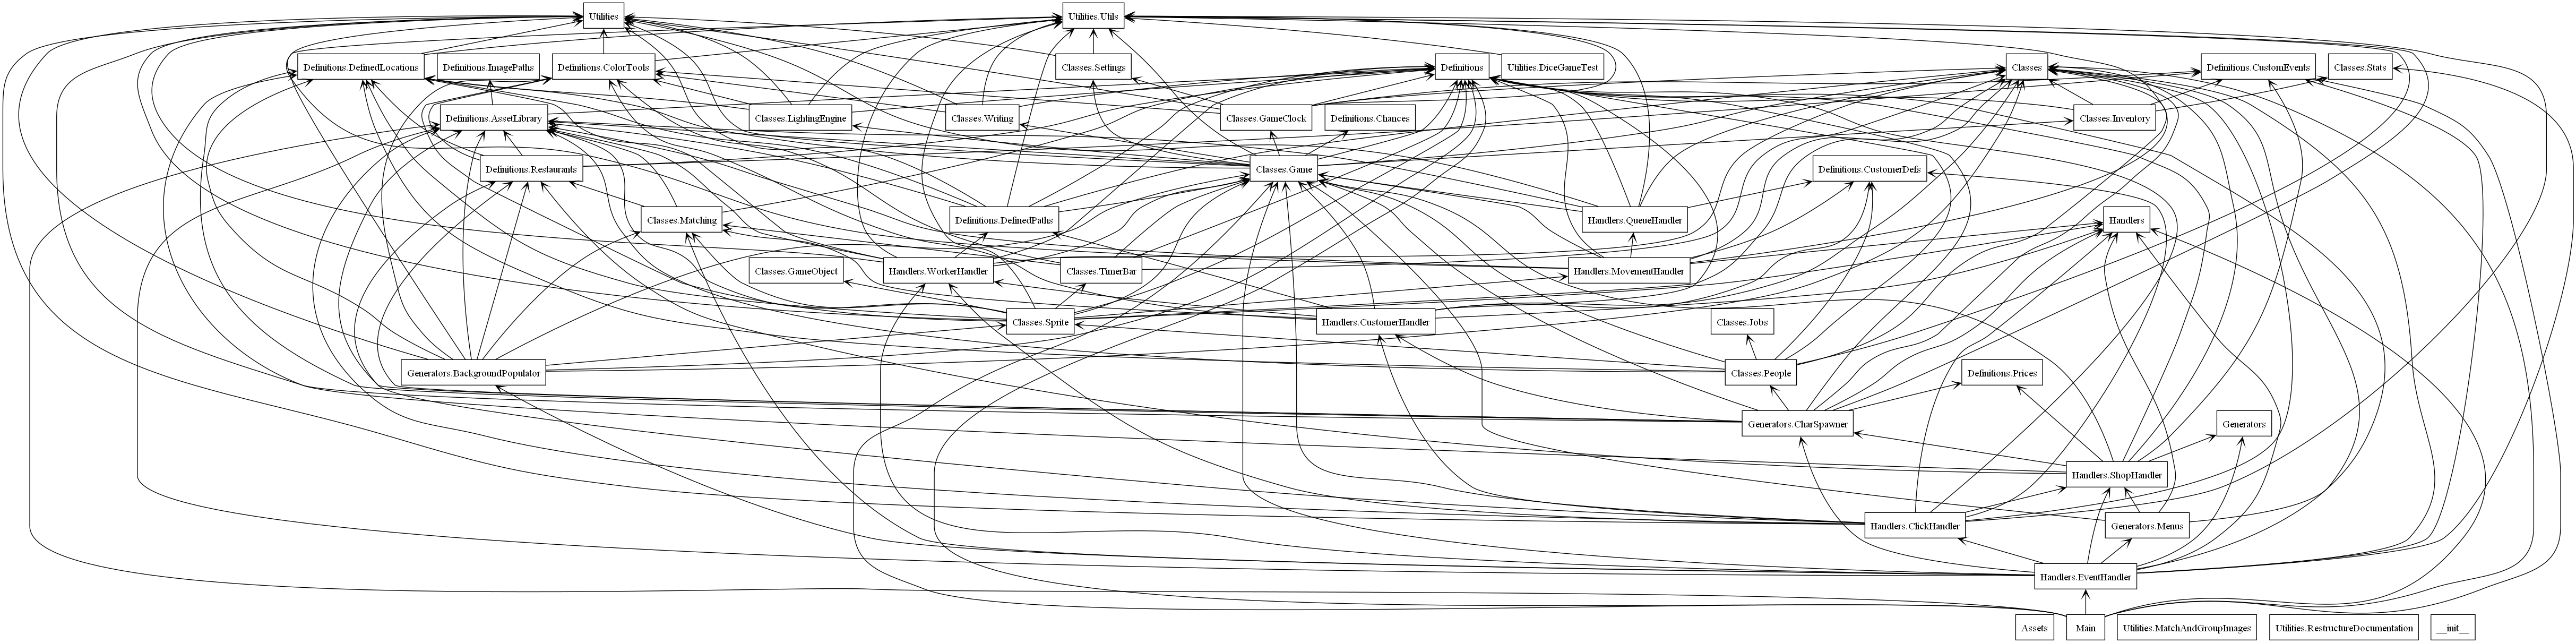 Utilities
Utilities.Utils
Definitions.DefinedLocations
Definitions.ImagePaths
Definitions.ColorTools
Classes.Settings
Definitions
Utilities.DiceGameTest
Classes
Definitions.CustomEvents
Classes.Stats
Definitions.AssetLibrary
Classes.LightingEngine
Classes.Writing
Classes.GameClock
Definitions.Chances
Classes.Inventory
Definitions.Restaurants
Classes.Game
Definitions.CustomerDefs
Classes.Matching
Definitions.DefinedPaths
Handlers.QueueHandler
Handlers
Classes.GameObject
Handlers.WorkerHandler
Classes.TimerBar
Handlers.MovementHandler
Classes.Sprite
Handlers.CustomerHandler
Classes.Jobs
Generators.BackgroundPopulator
Classes.People
Definitions.Prices
Generators.CharSpawner
Generators
Handlers.ShopHandler
Handlers.ClickHandler
Generators.Menus
Handlers.EventHandler
Assets
Main
Utilities.MatchAndGroupImages
Utilities.RestructureDocumentation
__init__